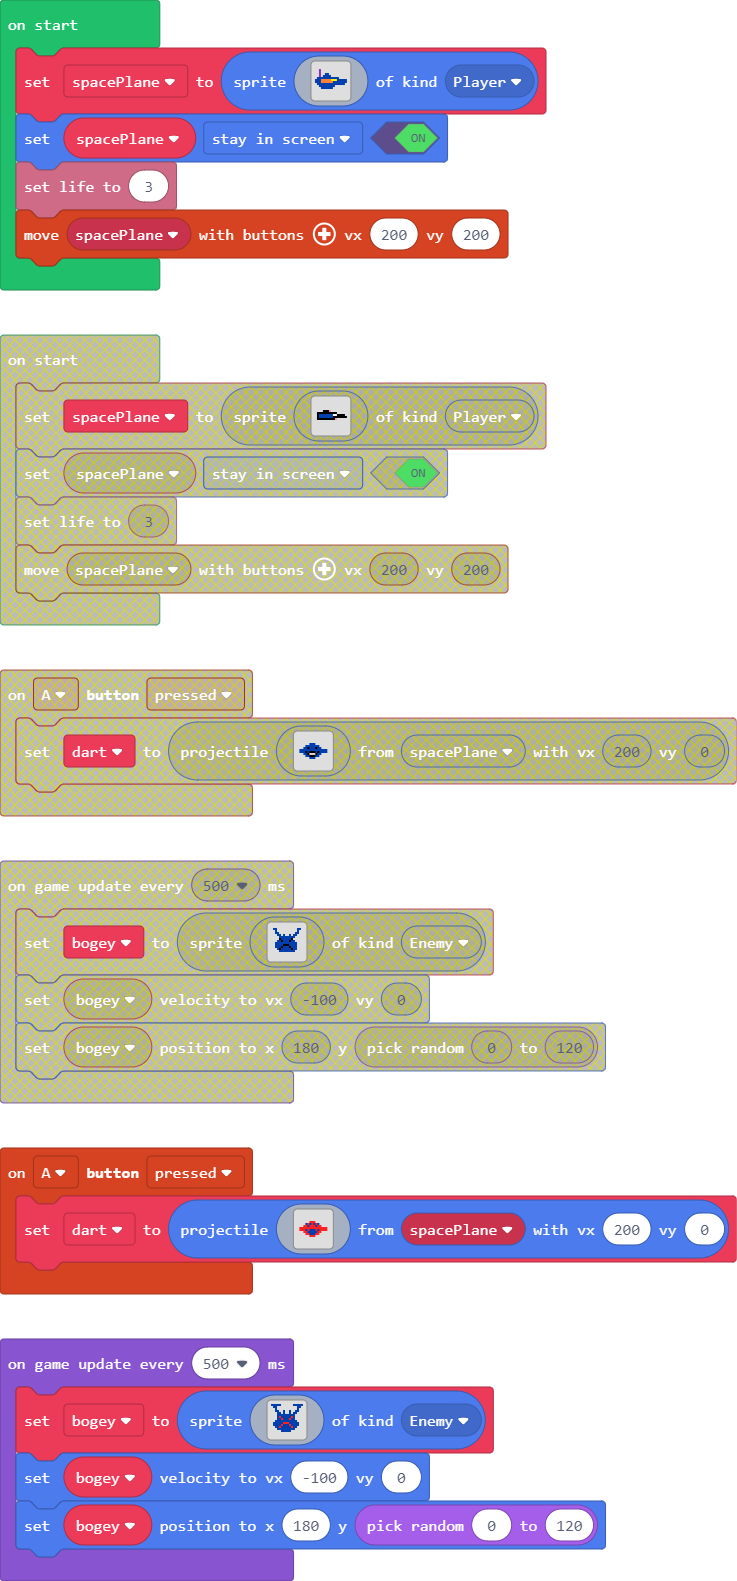 on start
set spacePlane to sprite of kind Player
set spacePlane stay in screen ON
set life to 3
move spacePlane with buttons vx 200 vy 200
on start
set spacePlane to sprite of kind Player
set spacePlane stay in screen ON
set life to 3
move spacePlane with buttons vx 200 vy 200
on A button pressed
set dart to projectile from spacePlane with vx 200 vy 0
on game update every 500 ms
set bogey to sprite of kind Enemy
set bogey velocity to vx -100 vy 0
set bogey position to x 180 y pick random 0 to 120
on A button pressed
set dart to projectile from spacePlane with vx 200 vy 0
on game update every 500 ms
set bogey to sprite of kind Enemy
set bogey velocity to vx -100 vy 0
set bogey position to x 180 y pick random 0 to 120